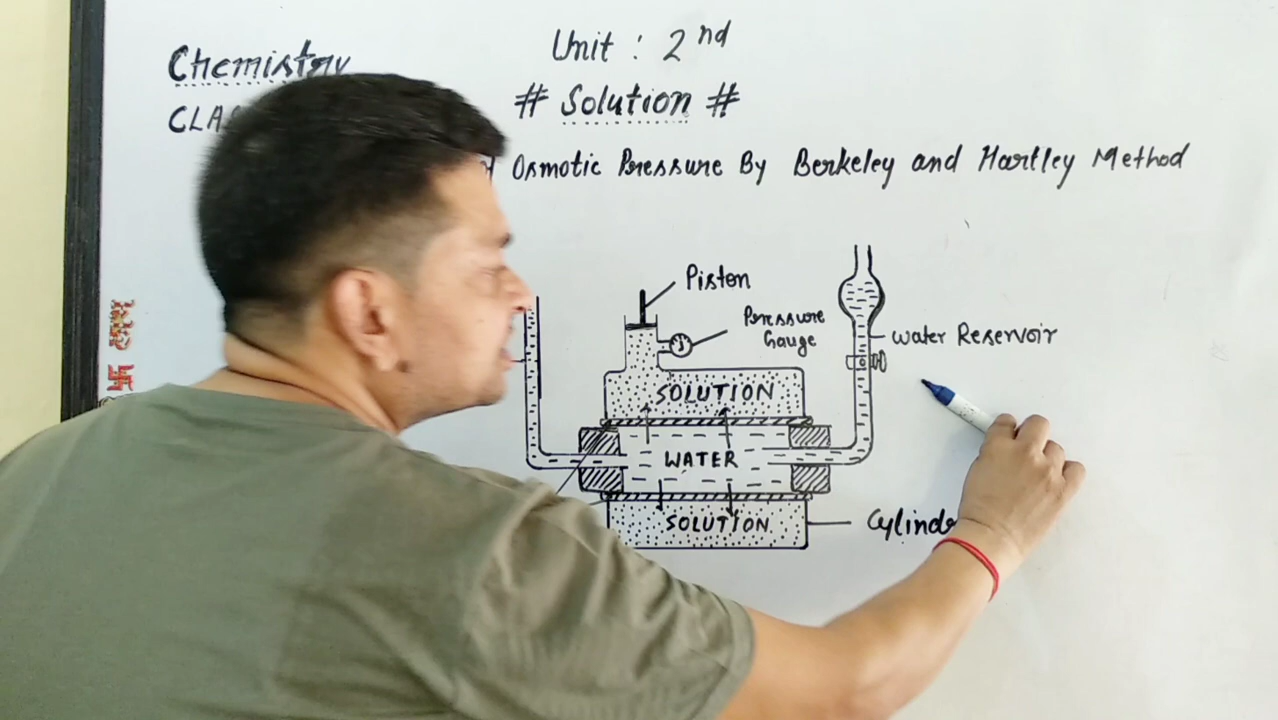 Chemistry
Unit : 2nd
# Solution #
Osmotic Pressure By Berkeley and Hartley Method
Piston
Pressure
Gauge
Water Reservoir
SOLUTION
WATER
SOLUTION